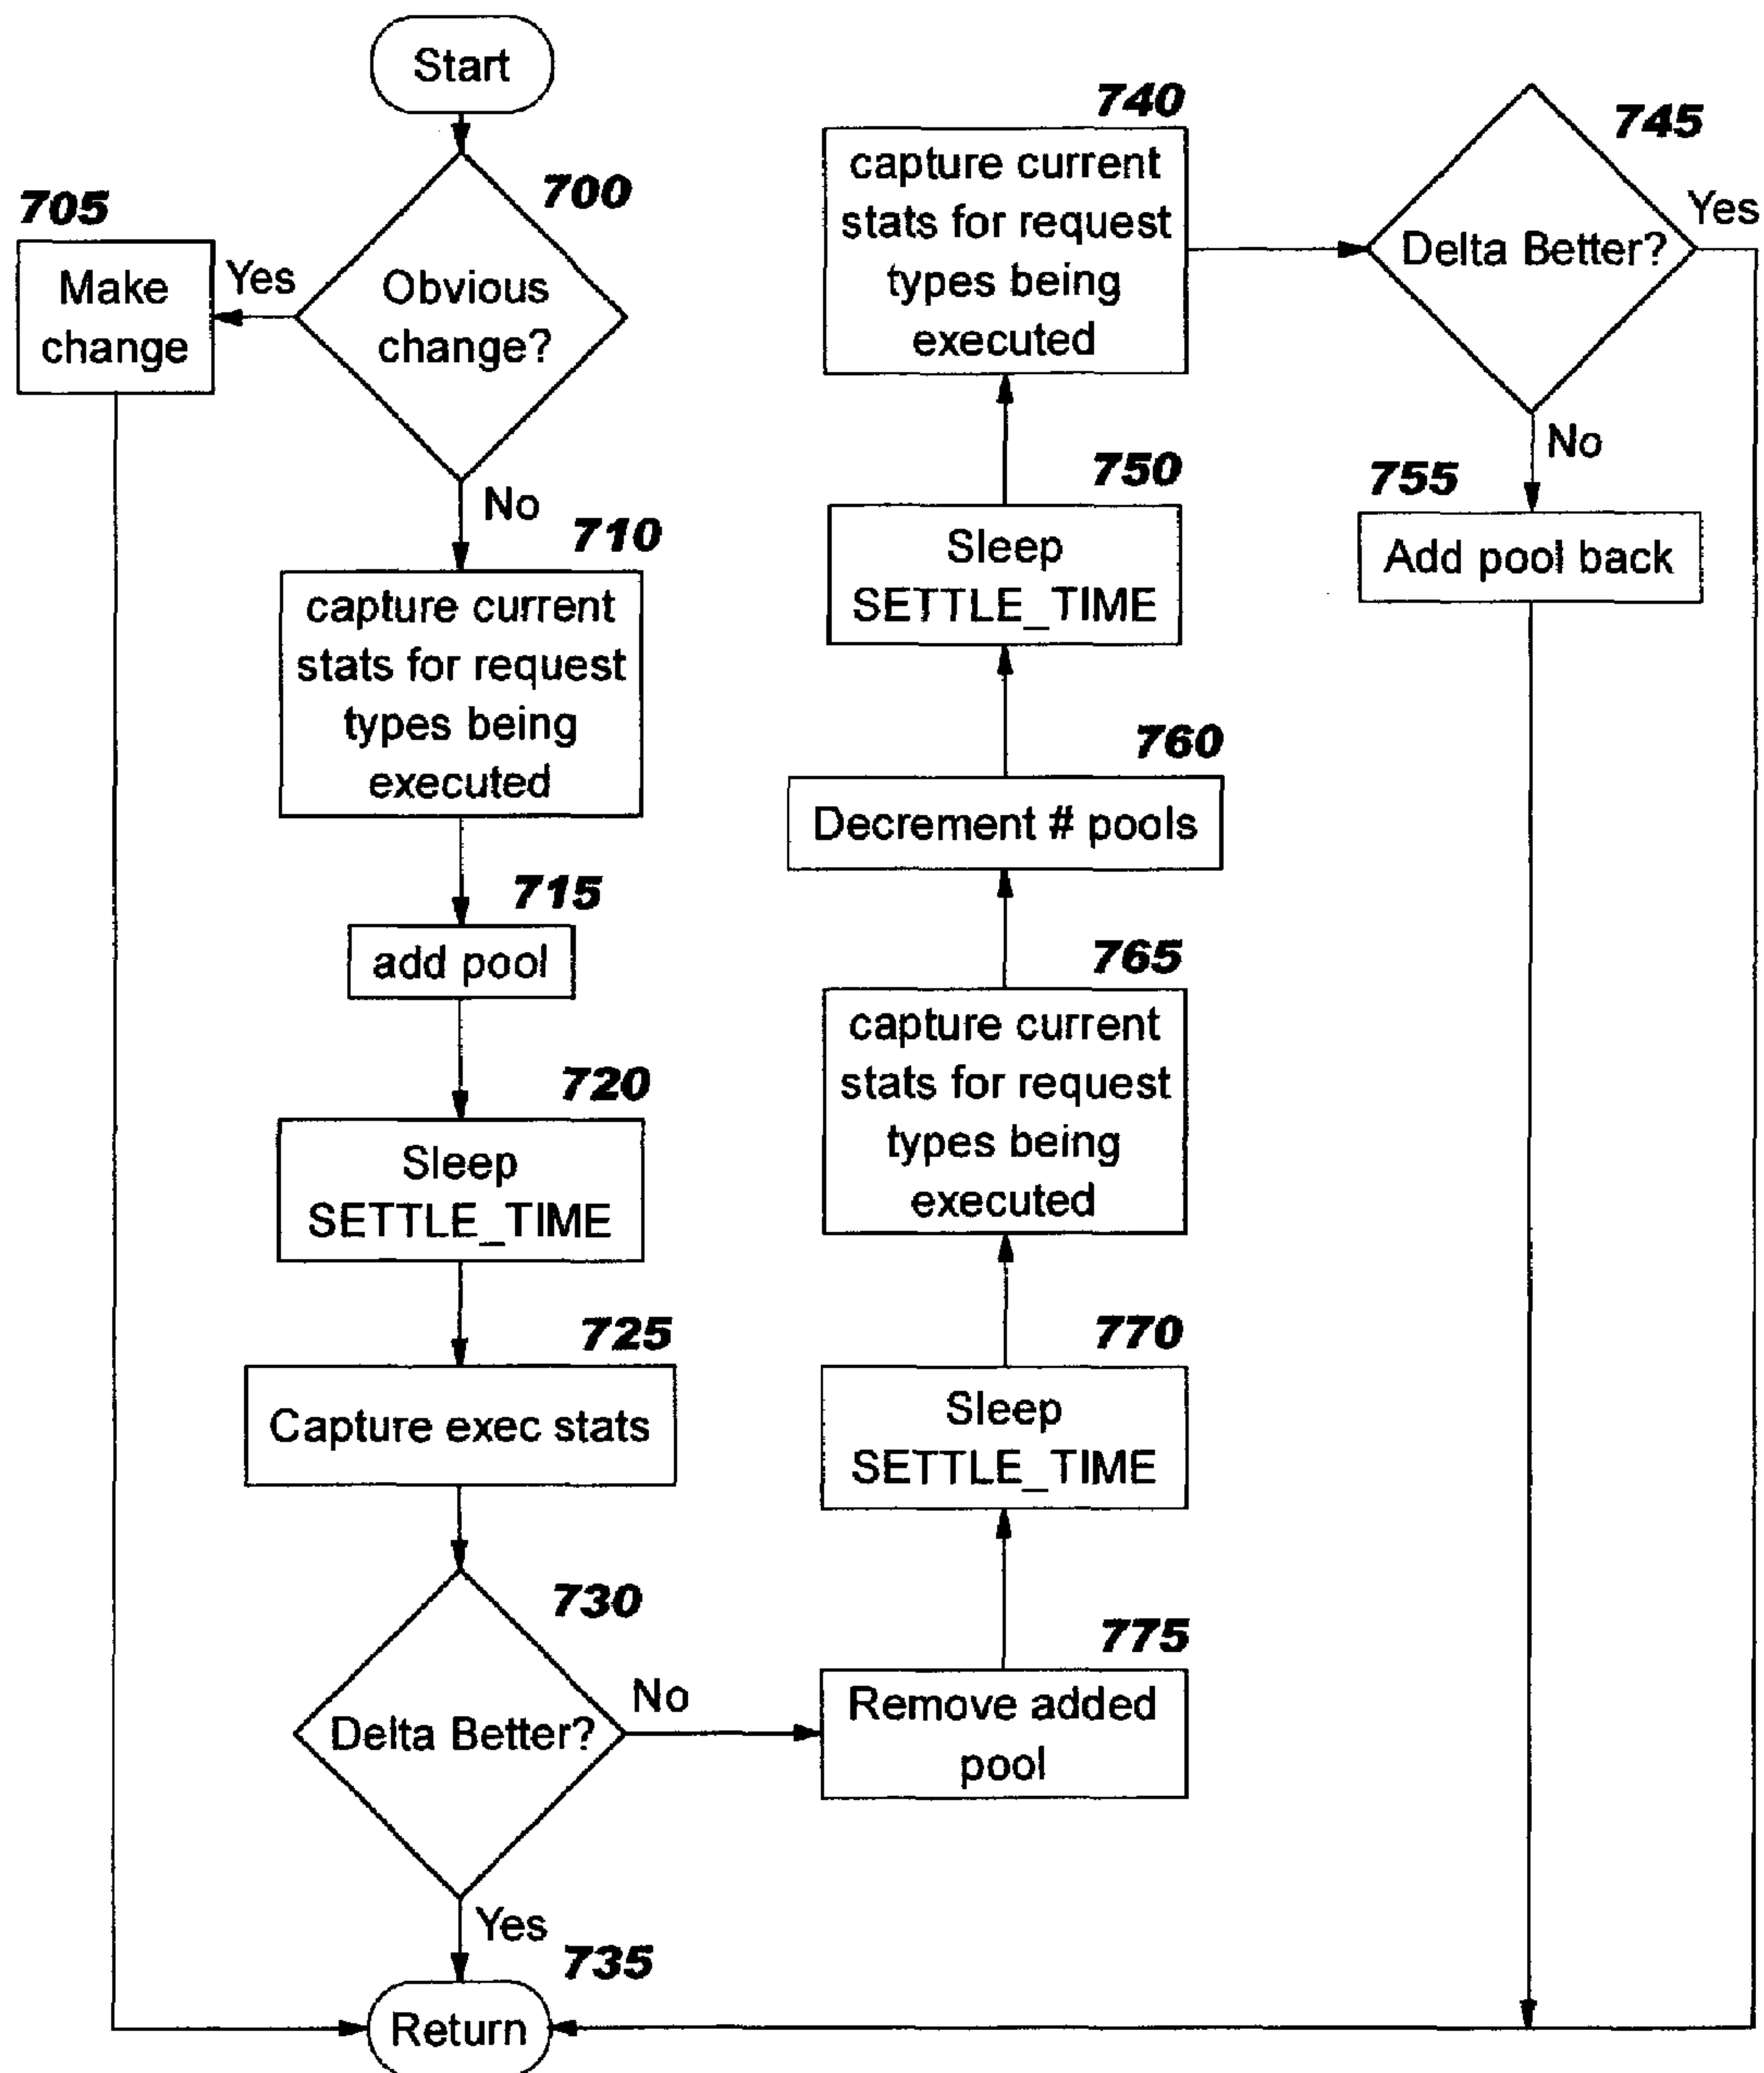 Start
700
705
Make
change
Yes
Obvious
change?
No
710
capture current
stats for request
types being
executed
715
add pool
720
Sleep
SETTLE_TIME
725
Capture exec stats
730
Delta Better?
No
Yes
735
Return
775
Remove added
pool
770
Sleep
SETTLE_TIME
765
capture current
stats for request
types being
executed
760
Decrement # pools
750
Sleep
SETTLE_TIME
740
capture current
stats for request
types being
executed
745
Delta Better?
Yes
No
755
Add pool back